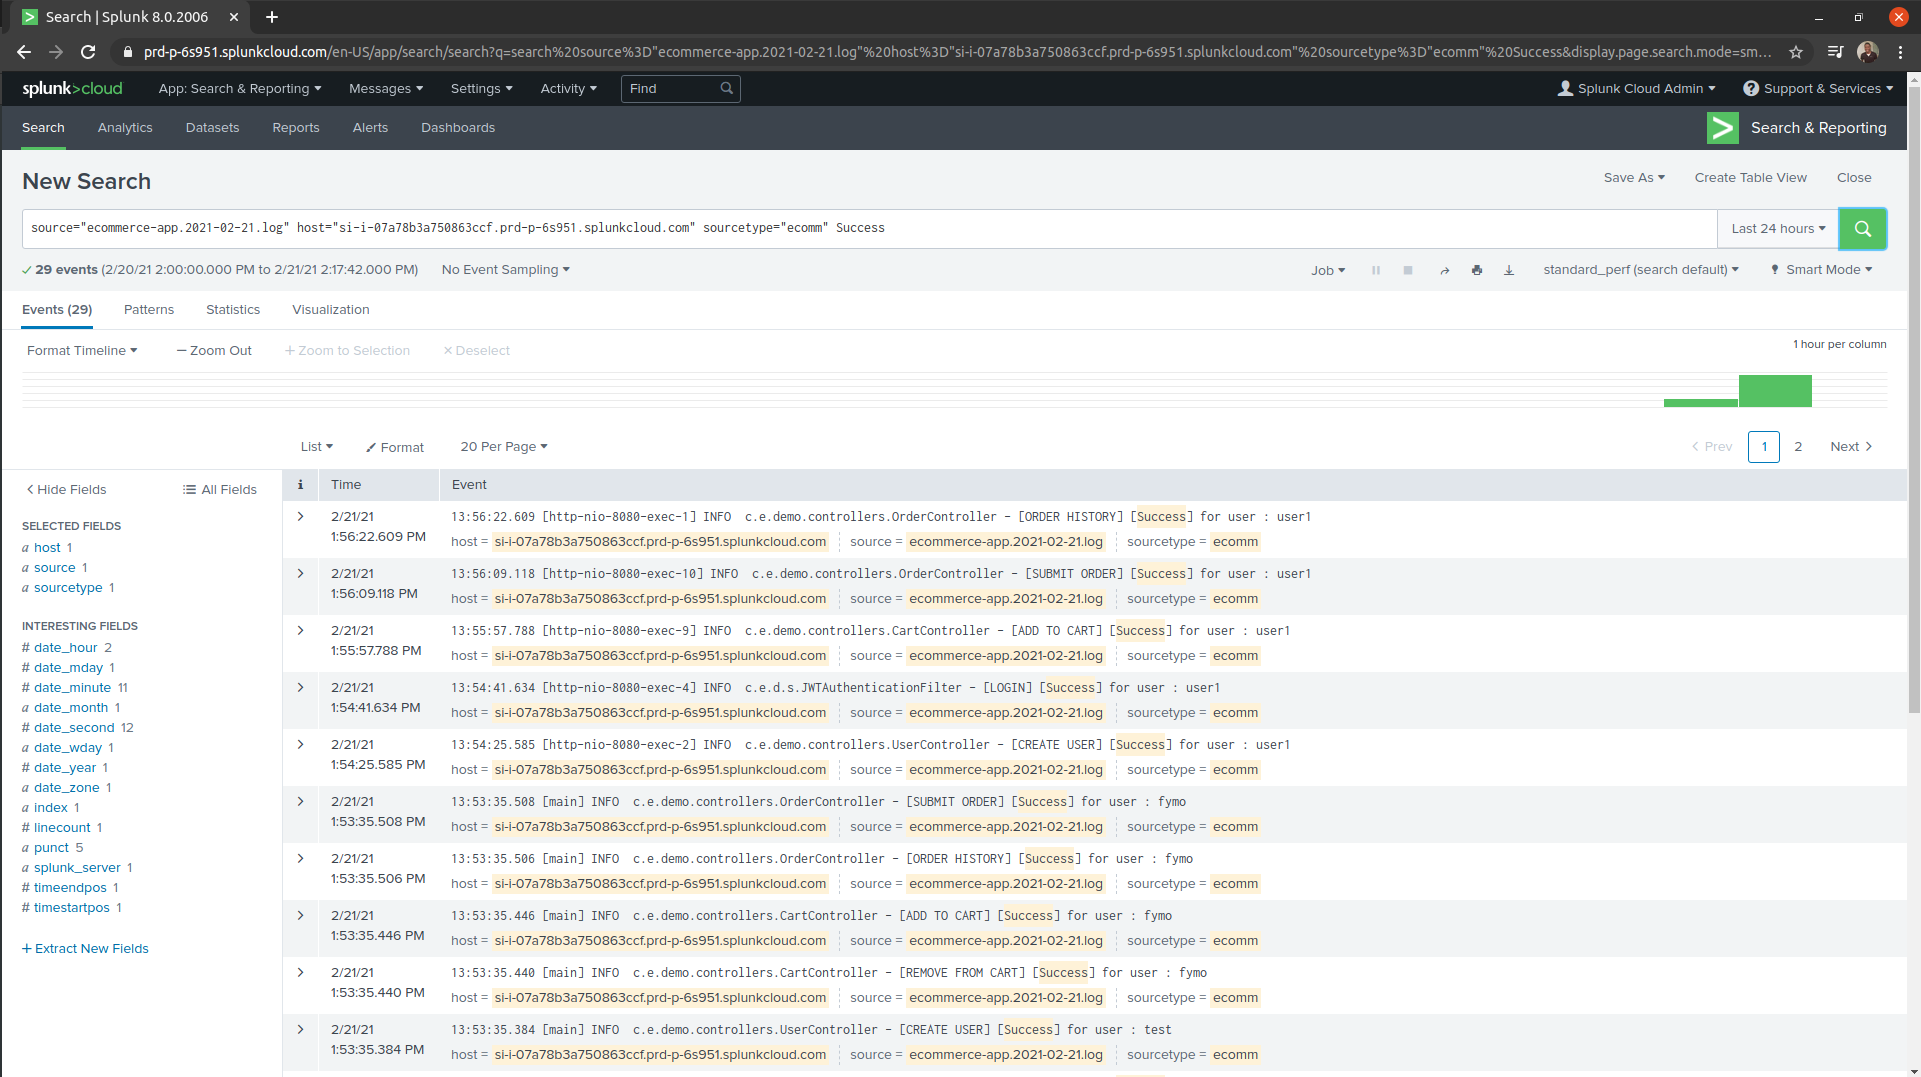 Search | Splunk 8.0.2006
prd-p-6s951.splunkcloud.com/en-US/app/search/search?q=search%20source%3D"ecommerce-app.2021-02-21.log"%20host%3D"si-i-07a78b3a750863ccf.prd-p-6s951.splunkcloud.com"%20sourcetype%3D"ecomm"%20Success&display.page.search.mode=sm...
splunk>cloud App: Search & Reporting Messages Settings Activity Find Splunk Cloud Admin Support & Services
Search Analytics Datasets Reports Alerts Dashboards Search & Reporting
New Search Save As Create Table View Close
source="ecommerce-app.2021-02-21.log" host="si-i-07a78b3a750863ccf.prd-p-6s951.splunkcloud.com" sourcetype="ecomm" Success Last 24 hours
29 events (2/20/21 2:00:00.000 PM to 2/21/21 2:17:42.000 PM) No Event Sampling Job standard_perf (search default) Smart Mode
Events (29) Patterns Statistics Visualization
Format Timeline — Zoom Out + Zoom to Selection × Deselect 1 hour per column
List Format 20 Per Page < Prev 1 2 Next >
< Hide Fields All Fields
SELECTED FIELDS
a host 1
a source 1
a sourcetype 1
INTERESTING FIELDS
# date_hour 2
# date_mday 1
# date_minute 11
a date_month 1
# date_second 12
a date_wday 1
# date_year 1
a date_zone 1
a index 1
# linecount 1
a punct 5
a splunk_server 1
# timeendpos 1
# timestartpos 1
+ Extract New Fields
i Time Event
2/21/21 13:56:22.609 [http-nio-8080-exec-1] INFO c.e.demo.controllers.OrderController - [ORDER HISTORY] [Success] for user : user1
1:56:22.609 PM host = si-i-07a78b3a750863ccf.prd-p-6s951.splunkcloud.com source = ecommerce-app.2021-02-21.log sourcetype = ecomm
2/21/21 13:56:09.118 [http-nio-8080-exec-10] INFO c.e.demo.controllers.OrderController - [SUBMIT ORDER] [Success] for user : user1
1:56:09.118 PM host = si-i-07a78b3a750863ccf.prd-p-6s951.splunkcloud.com source = ecommerce-app.2021-02-21.log sourcetype = ecomm
2/21/21 13:55:57.788 [http-nio-8080-exec-9] INFO c.e.demo.controllers.CartController - [ADD TO CART] [Success] for user : user1
1:55:57.788 PM host = si-i-07a78b3a750863ccf.prd-p-6s951.splunkcloud.com source = ecommerce-app.2021-02-21.log sourcetype = ecomm
2/21/21 13:54:41.634 [http-nio-8080-exec-4] INFO c.e.d.s.JWTAuthenticationFilter - [LOGIN] [Success] for user : user1
1:54:41.634 PM host = si-i-07a78b3a750863ccf.prd-p-6s951.splunkcloud.com source = ecommerce-app.2021-02-21.log sourcetype = ecomm
2/21/21 13:54:25.585 [http-nio-8080-exec-2] INFO c.e.demo.controllers.UserController - [CREATE USER] [Success] for user : user1
1:54:25.585 PM host = si-i-07a78b3a750863ccf.prd-p-6s951.splunkcloud.com source = ecommerce-app.2021-02-21.log sourcetype = ecomm
2/21/21 13:53:35.508 [main] INFO c.e.demo.controllers.OrderController - [SUBMIT ORDER] [Success] for user : fymo
1:53:35.508 PM host = si-i-07a78b3a750863ccf.prd-p-6s951.splunkcloud.com source = ecommerce-app.2021-02-21.log sourcetype = ecomm
2/21/21 13:53:35.506 [main] INFO c.e.demo.controllers.OrderController - [ORDER HISTORY] [Success] for user : fymo
1:53:35.506 PM host = si-i-07a78b3a750863ccf.prd-p-6s951.splunkcloud.com source = ecommerce-app.2021-02-21.log sourcetype = ecomm
2/21/21 13:53:35.446 [main] INFO c.e.demo.controllers.CartController - [ADD TO CART] [Success] for user : fymo
1:53:35.446 PM host = si-i-07a78b3a750863ccf.prd-p-6s951.splunkcloud.com source = ecommerce-app.2021-02-21.log sourcetype = ecomm
2/21/21 13:53:35.440 [main] INFO c.e.demo.controllers.CartController - [REMOVE FROM CART] [Success] for user : fymo
1:53:35.440 PM host = si-i-07a78b3a750863ccf.prd-p-6s951.splunkcloud.com source = ecommerce-app.2021-02-21.log sourcetype = ecomm
2/21/21 13:53:35.384 [main] INFO c.e.demo.controllers.UserController - [CREATE USER] [Success] for user : test
1:53:35.384 PM host = si-i-07a78b3a750863ccf.prd-p-6s951.splunkcloud.com source = ecommerce-app.2021-02-21.log sourcetype = ecomm